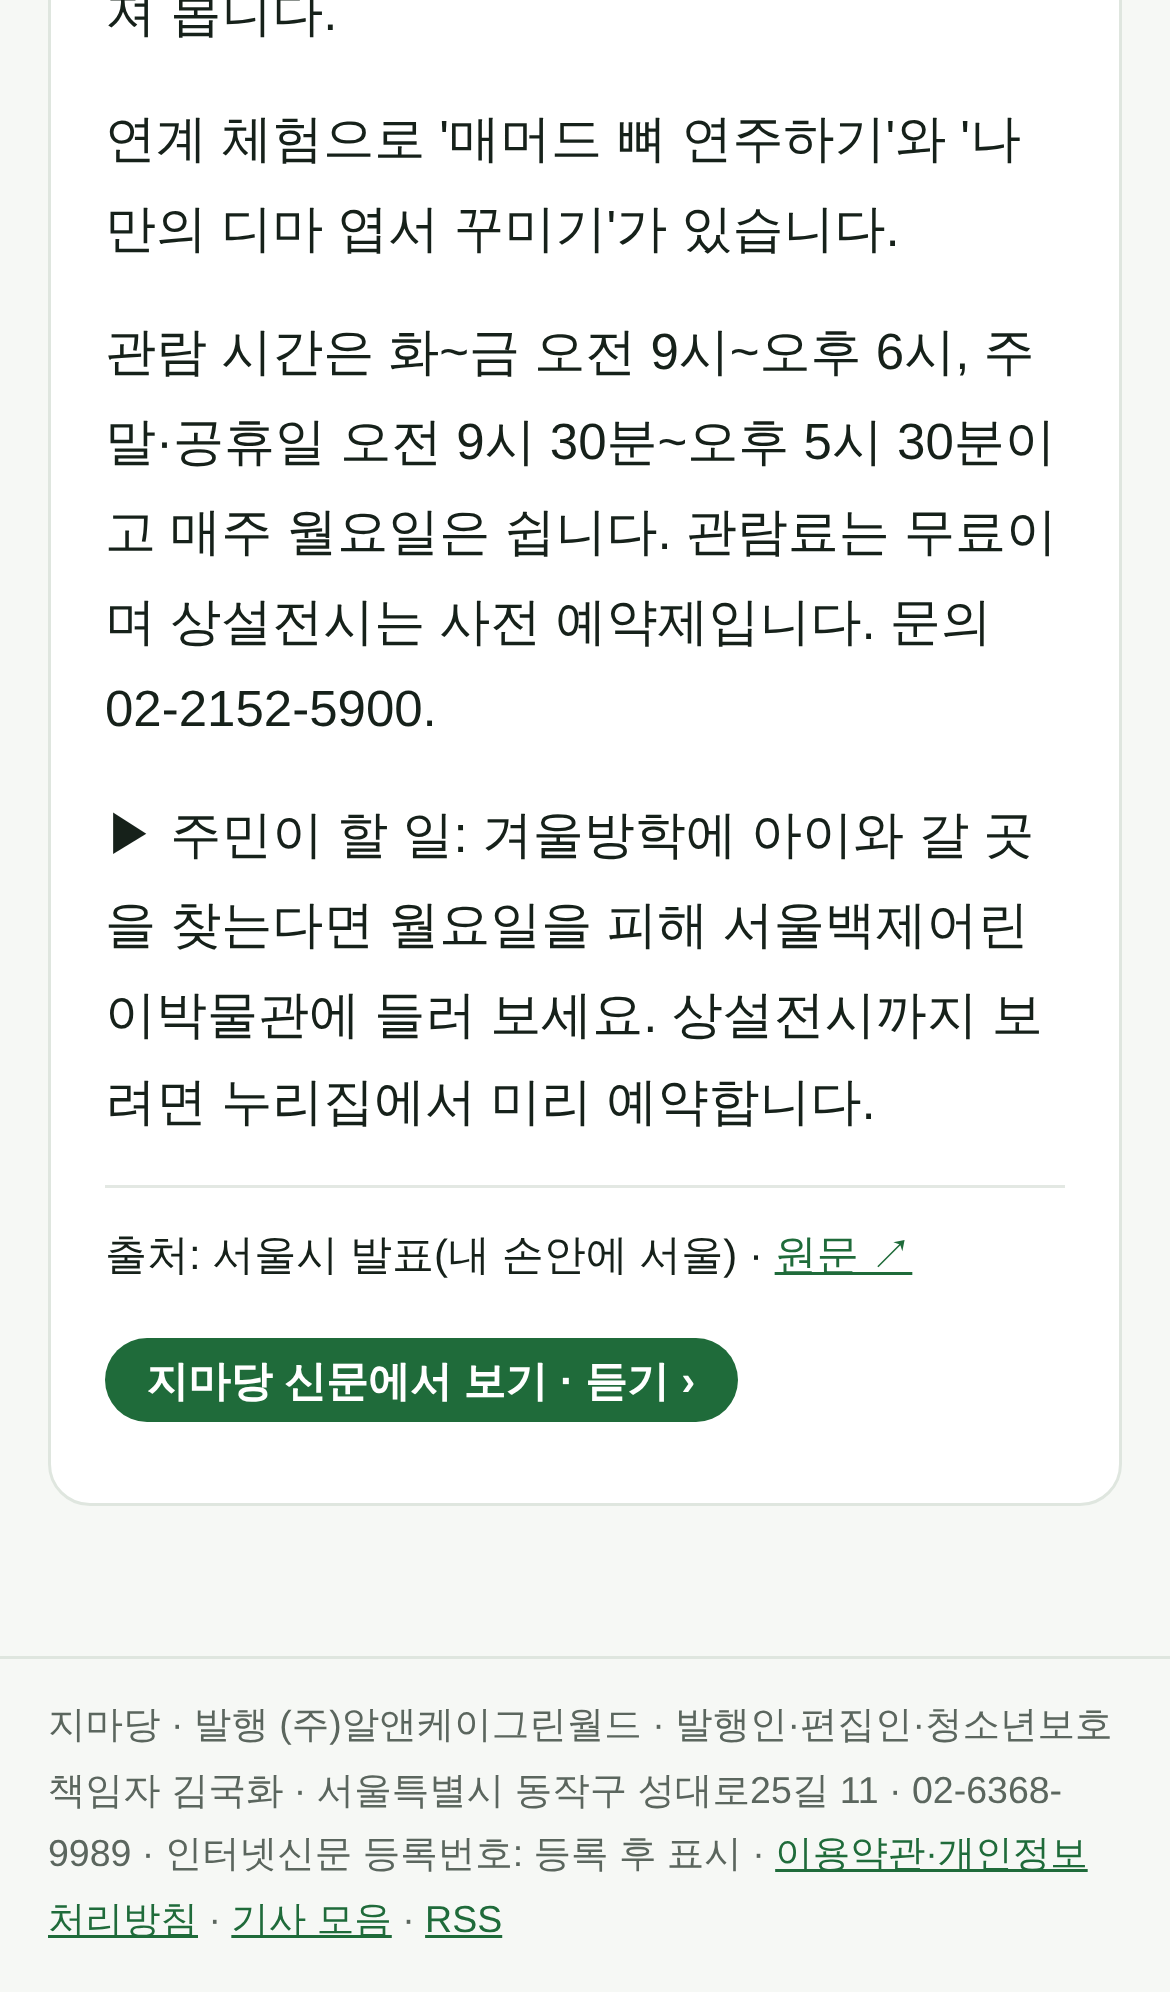 져 봅니다.
연계 체험으로 '매머드 뼈 연주하기'와 '나
만의 디마 엽서 꾸미기'가 있습니다.
관람 시간은 화~금 오전 9시~오후 6시, 주
말·공휴일 오전 9시 30분~오후 5시 30분이
고 매주 월요일은 쉽니다. 관람료는 무료이
며 상설전시는 사전 예약제입니다. 문의
02-2152-5900.
▶ 주민이 할 일: 겨울방학에 아이와 갈 곳
을 찾는다면 월요일을 피해 서울백제어린
이박물관에 들러 보세요. 상설전시까지 보
려면 누리집에서 미리 예약합니다.
출처: 서울시 발표(내 손안에 서울) · 원문 ↗
지마당 신문에서 보기 · 듣기 ›
지마당 · 발행 (주)알앤케이그린월드 · 발행인·편집인·청소년보호
책임자 김국화 · 서울특별시 동작구 성대로25길 11 · 02-6368-
9989 · 인터넷신문 등록번호: 등록 후 표시 · 이용약관·개인정보
처리방침 · 기사 모음 · RSS